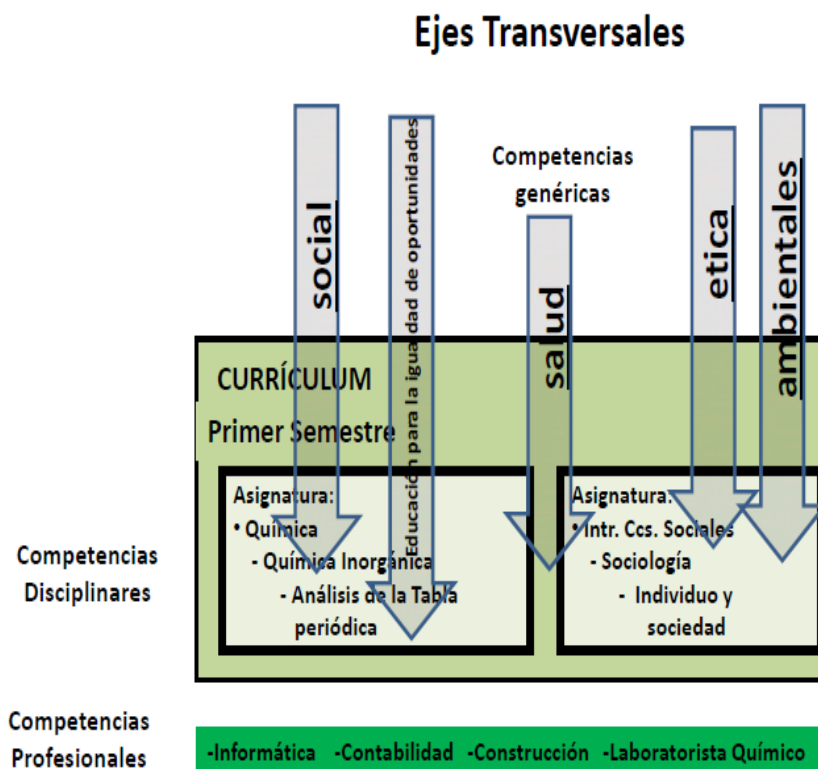 Ejes Transversales
social
Educación para la igualdad de oportunidades
Competencias
genéricas
salud
etica
ambientales
CURRÍCULUM
Primer Semestre
Asignatura:
• Química
- Química Inorgánica
- Análisis de la Tabla
periódica
Asignatura:
• Intr. Ccs. Sociales
- Sociología
- Individuo y
sociedad
Competencias
Disciplinares
Competencias
Profesionales
-Informática -Contabilidad -Construcción -Laboratorista Químico